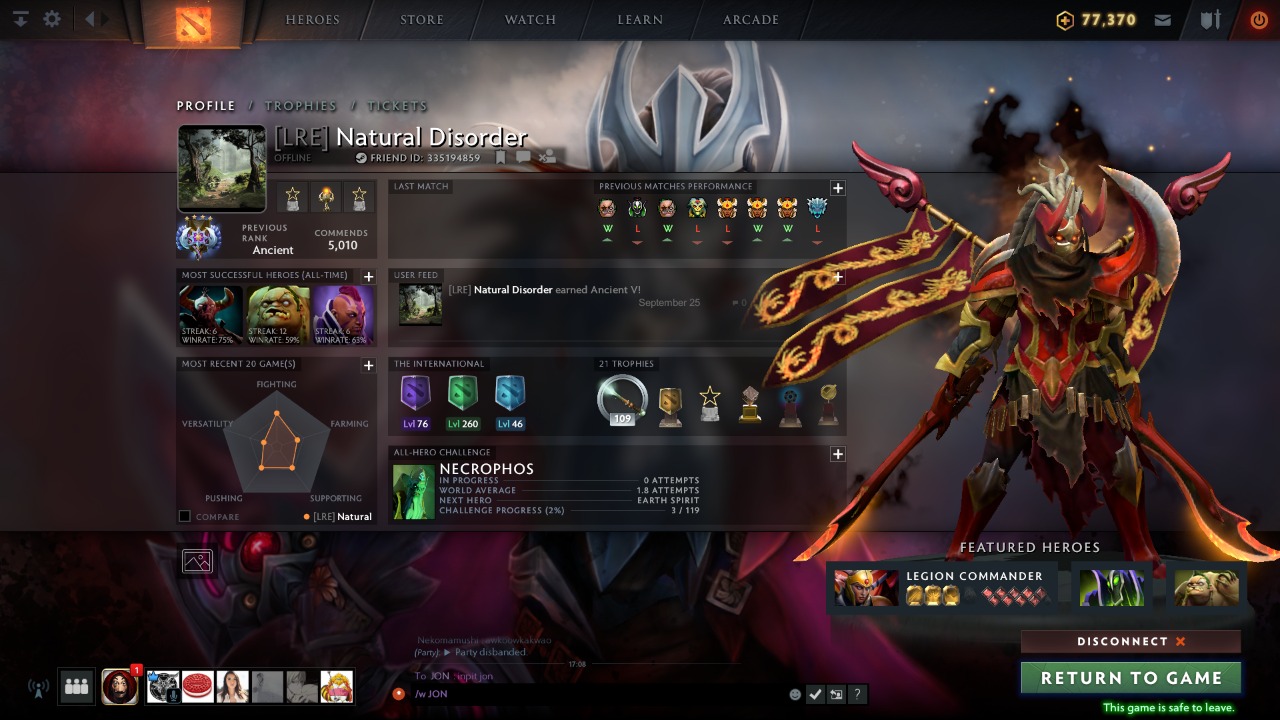 HEROES
STORE
WATCH
LEARN
ARCADE
77,370
PROFILE / TROPHIES / TICKETS
[LRE] Natural Disorder
OFFLINE
FRIEND ID: 335194859
PREVIOUS RANK
Ancient
COMMENDS
5,010
LAST MATCH
PREVIOUS MATCHES PERFORMANCE
W L W L L W W L
MOST SUCCESSFUL HEROES (ALL-TIME)
STREAK: 6
WINRATE: 75%
STREAK: 12
WINRATE: 59%
STREAK: 6
WINRATE: 63%
USER FEED
[LRE] Natural Disorder earned Ancient V!
September 25
0
MOST RECENT 20 GAME(S)
FIGHTING
VERSATILITY
FARMING
PUSHING
SUPPORTING
COMPARE
[LRE] Natural
THE INTERNATIONAL
Lvl 76
Lvl 260
Lvl 46
21 TROPHIES
109
ALL-HERO CHALLENGE
NECROPHOS
IN PROGRESS 0 ATTEMPTS
WORLD AVERAGE 1.8 ATTEMPTS
NEXT HERO EARTH SPIRIT
CHALLENGE PROGRESS (2%) 3 / 119
FEATURED HEROES
LEGION COMMANDER
DISCONNECT
RETURN TO GAME
This game is safe to leave.
(Party): ▶ Party disbanded.
17:08
To JON : inpit jon
/w JON
?
1